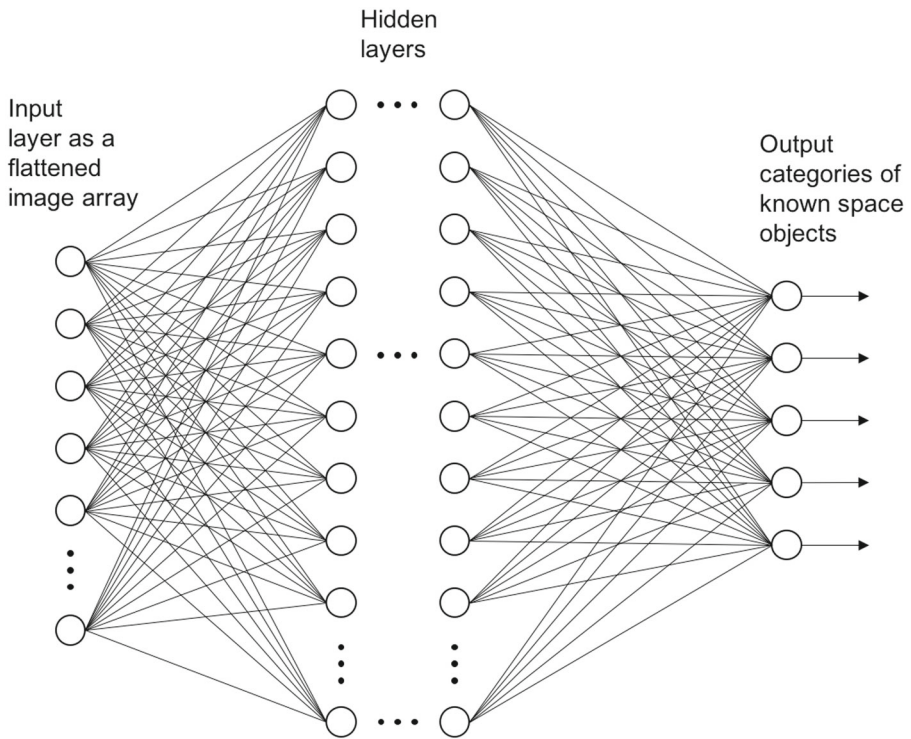 Hidden
layers
Input
layer as a
flattened
image array
Output
categories of
known space
objects